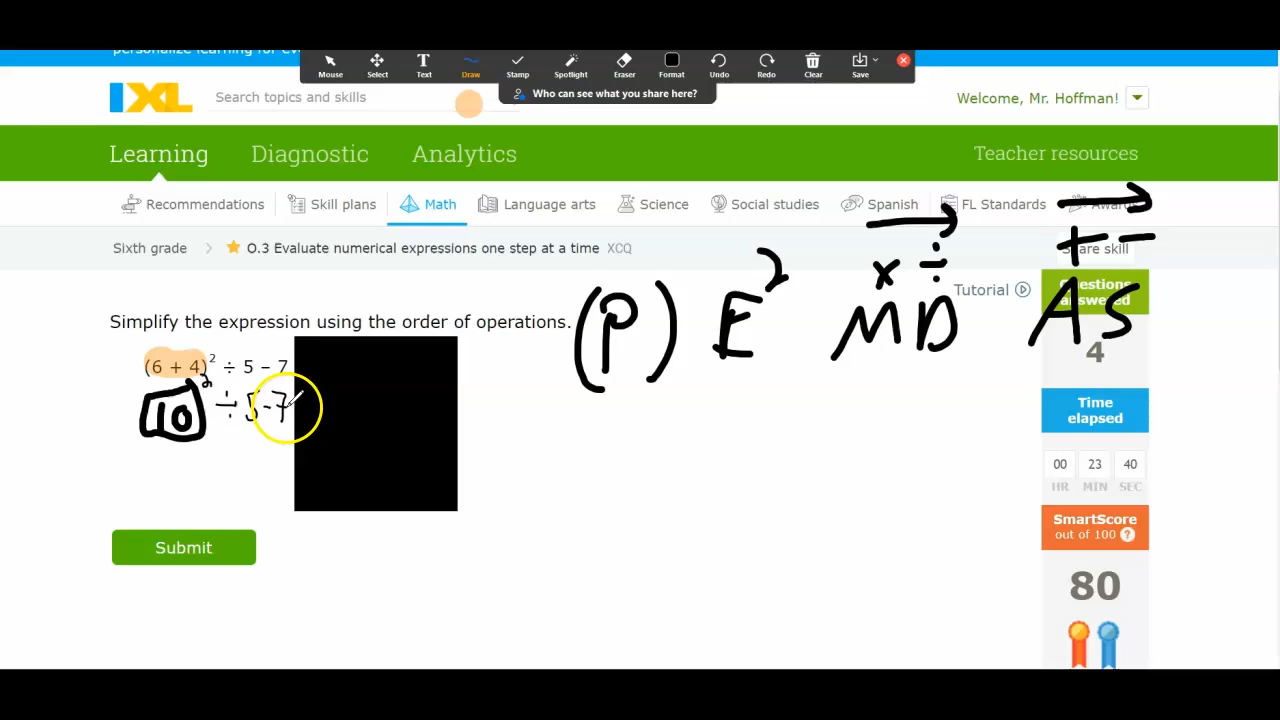 personalize learning for eve
Mouse Select Text Draw Stamp Spotlight Eraser Format Undo Redo Clear Save
Who can see what you share here?
IXL Search topics and skills Welcome, Mr. Hoffman!
Learning Diagnostic Analytics Teacher resources
Recommendations Skill plans Math Language arts Science Social studies Spanish FL Standards Awards
Sixth grade > O.3 Evaluate numerical expressions one step at a time XCQ Share skill
× ÷ + −
(P) E² M D A S
Tutorial
Questions answered
4
Simplify the expression using the order of operations.
(6 + 4)² ÷ 5 – 7
10² ÷ 5 - 7
Time elapsed
00 23 40
HR MIN SEC
SmartScore
out of 100 ?
80
Submit